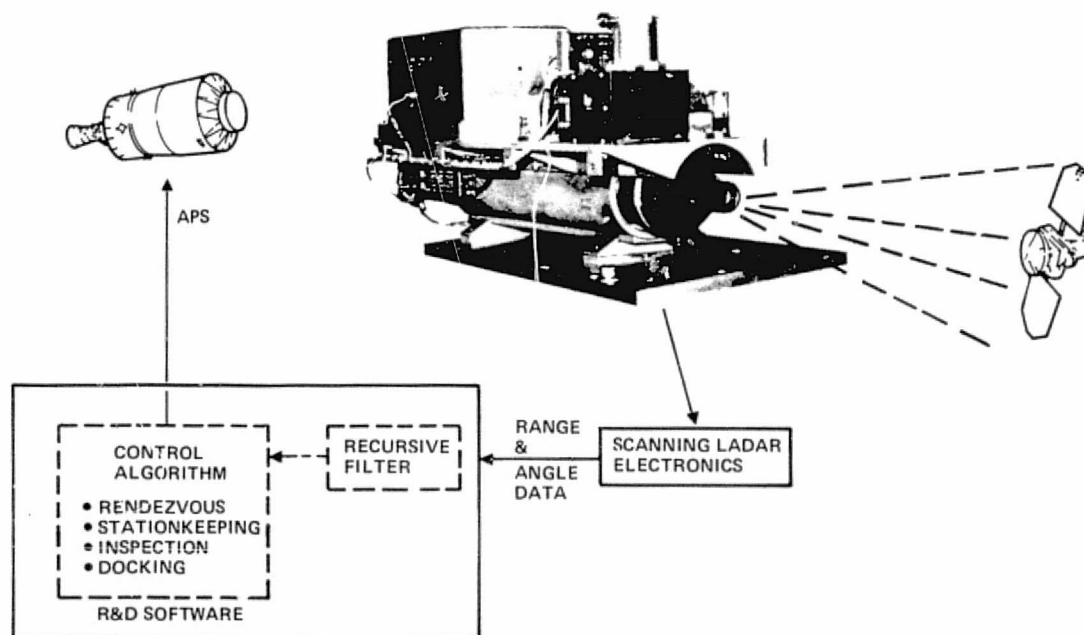 APS
CONTROL
ALGORITHM
● RENDEZVOUS
● STATIONKEEPING
● INSPECTION
● DOCKING
R&D SOFTWARE
RECURSIVE
FILTER
RANGE
&
ANGLE
DATA
SCANNING LADAR
ELECTRONICS